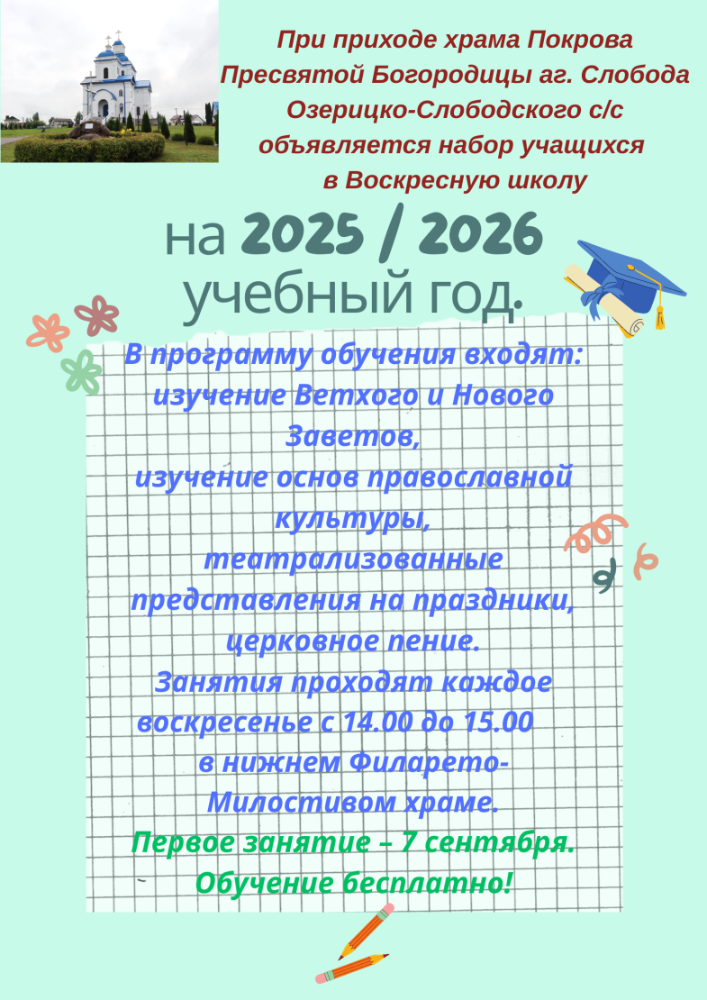 При приходе храма Покрова
Пресвятой Богородицы аг. Слобода
Озерицко-Слободского с/с
объявляется набор учащихся
в Воскресную школу
на 2025 / 2026
учебный год.
В программу обучения входят:
изучение Ветхого и Нового
Заветов,
изучение основ православной
культуры,
театрализованные
представления на праздники,
церковное пение.
Занятия проходят каждое
воскресенье с 14.00 до 15.00
в нижнем Филарето-
Милостивом храме.
Первое занятие – 7 сентября.
Обучение бесплатно!